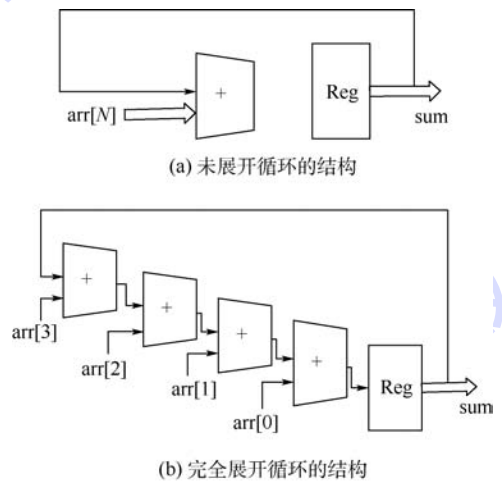 +
Reg
arr[N]
sum
(a) 未展开循环的结构
+
+
+
+
arr[3]
arr[2]
arr[1]
arr[0]
Reg
sum
(b) 完全展开循环的结构